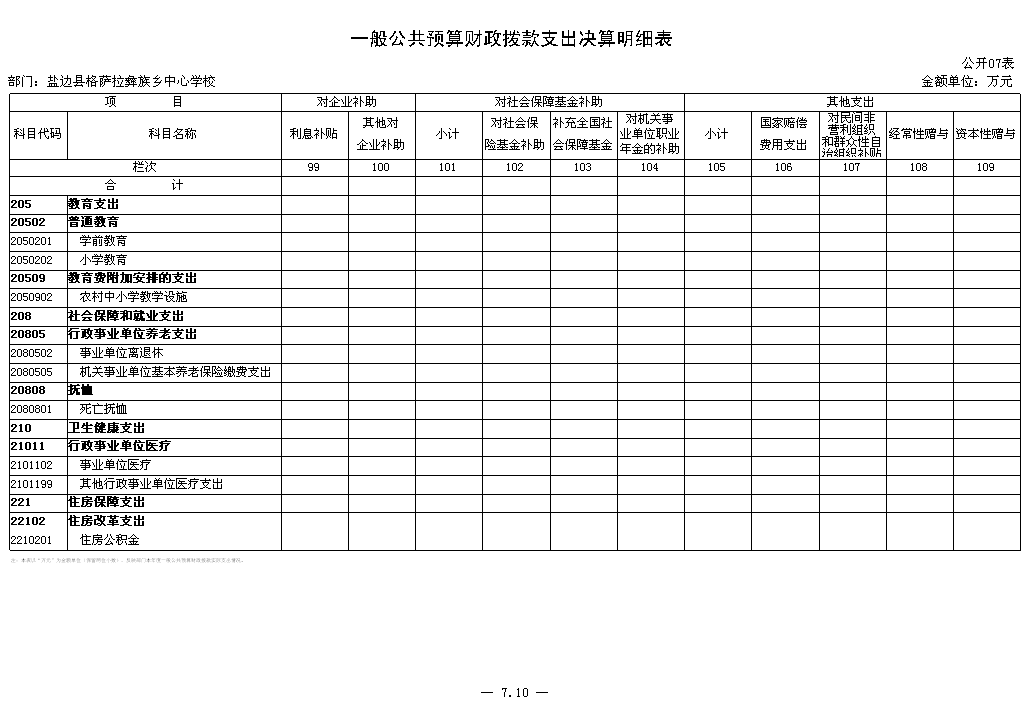 一般公共预算财政拨款支出决算明细表
公开07表
部门：盐边县格萨拉彝族乡中心学校 金额单位：万元
项 目 对企业补助 对社会保障基金补助 其他支出
科目代码 科目名称 利息补贴 其他对企业补助 小计 对社会保险基金补助 补充全国社会保障基金 对机关事业单位职业年金的补助 小计 国家赔偿费用支出 对民间非营利组织和群众性自治组织补贴 经常性赠与 资本性赠与
栏次 99 100 101 102 103 104 105 106 107 108 109
合 计
205 教育支出
20502 普通教育
2050201 学前教育
2050202 小学教育
20509 教育费附加安排的支出
2050902 农村中小学教学设施
208 社会保障和就业支出
20805 行政事业单位养老支出
2080502 事业单位离退休
2080505 机关事业单位基本养老保险缴费支出
20808 抚恤
2080801 死亡抚恤
210 卫生健康支出
21011 行政事业单位医疗
2101102 事业单位医疗
2101199 其他行政事业单位医疗支出
221 住房保障支出
22102 住房改革支出
2210201 住房公积金
— 7.10 —